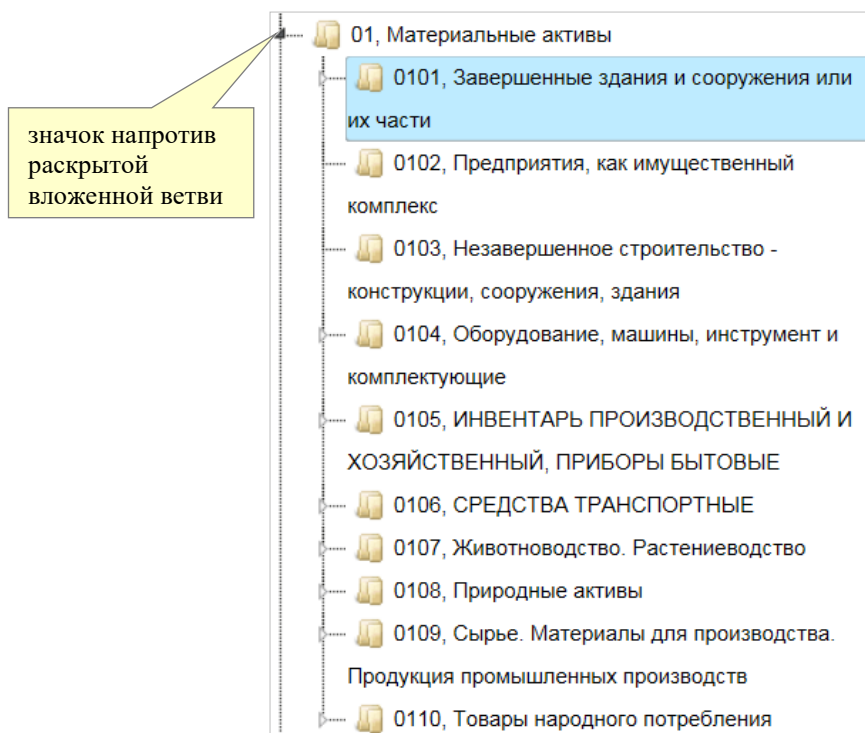 01, Материальные активы
0101, Завершенные здания и сооружения или
их части
значок напротив
раскрытой
вложенной ветви
0102, Предприятия, как имущественный
комплекс
0103, Незавершенное строительство -
конструкции, сооружения, здания
0104, Оборудование, машины, инструмент и
комплектующие
0105, ИНВЕНТАРЬ ПРОИЗВОДСТВЕННЫЙ И
ХОЗЯЙСТВЕННЫЙ, ПРИБОРЫ БЫТОВЫЕ
0106, СРЕДСТВА ТРАНСПОРТНЫЕ
0107, Животноводство. Растениеводство
0108, Природные активы
0109, Сырье. Материалы для производства.
Продукция промышленных производств
0110, Товары народного потребления